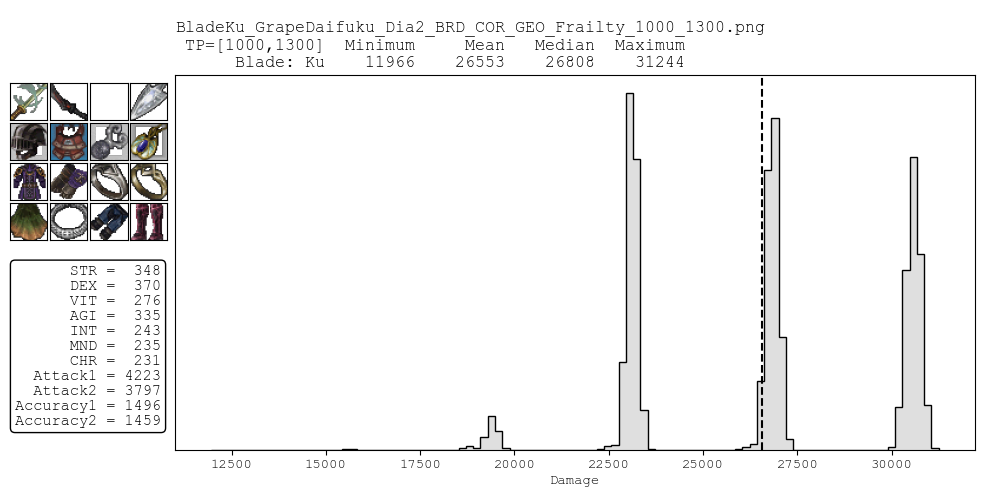 BladeKu_GrapeDaifuku_Dia2_BRD_COR_GEO_Frailty_1000_1300.png
TP=[1000,1300] Minimum Mean Median Maximum
Blade: Ku 11966 26553 26808 31244
STR = 348
DEX = 370
VIT = 276
AGI = 335
INT = 243
MND = 235
CHR = 231
Attack1 = 4223
Attack2 = 3797
Accuracy1 = 1496
Accuracy2 = 1459
12500 15000 17500 20000 22500 25000 27500 30000
Damage